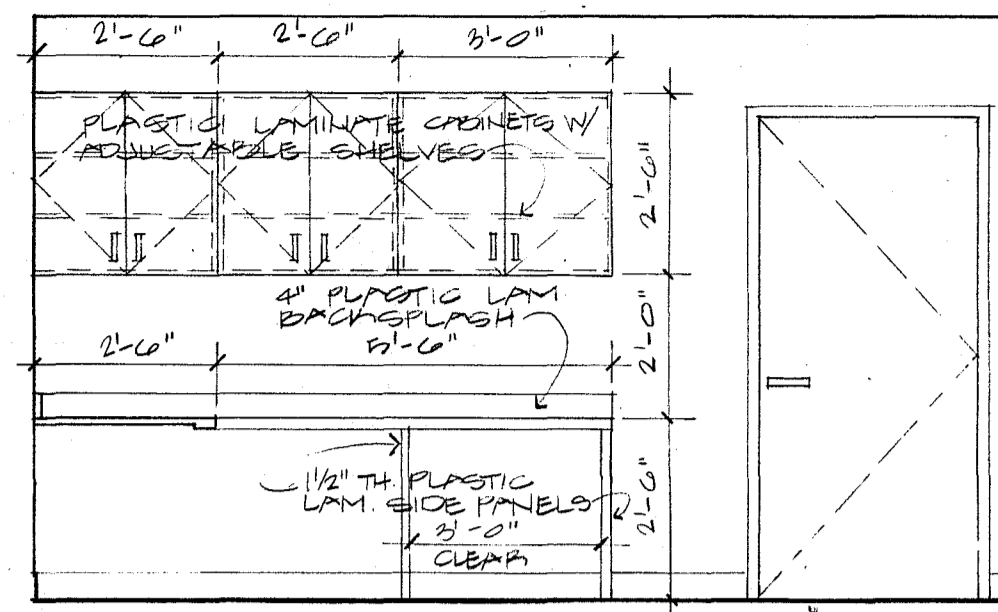 2'-6" 2'-6" 3'-0"
PLASTIC LAMINATE CABINETS W/
ADJUSTABLE SHELVES
2'-6"
4" PLASTIC LAM
BACKSPLASH
2'-6" 5'-6"
2'-0"
1 1/2" TH. PLASTIC
LAM. SIDE PANELS
3'-0"
CLEAR
2'-6"